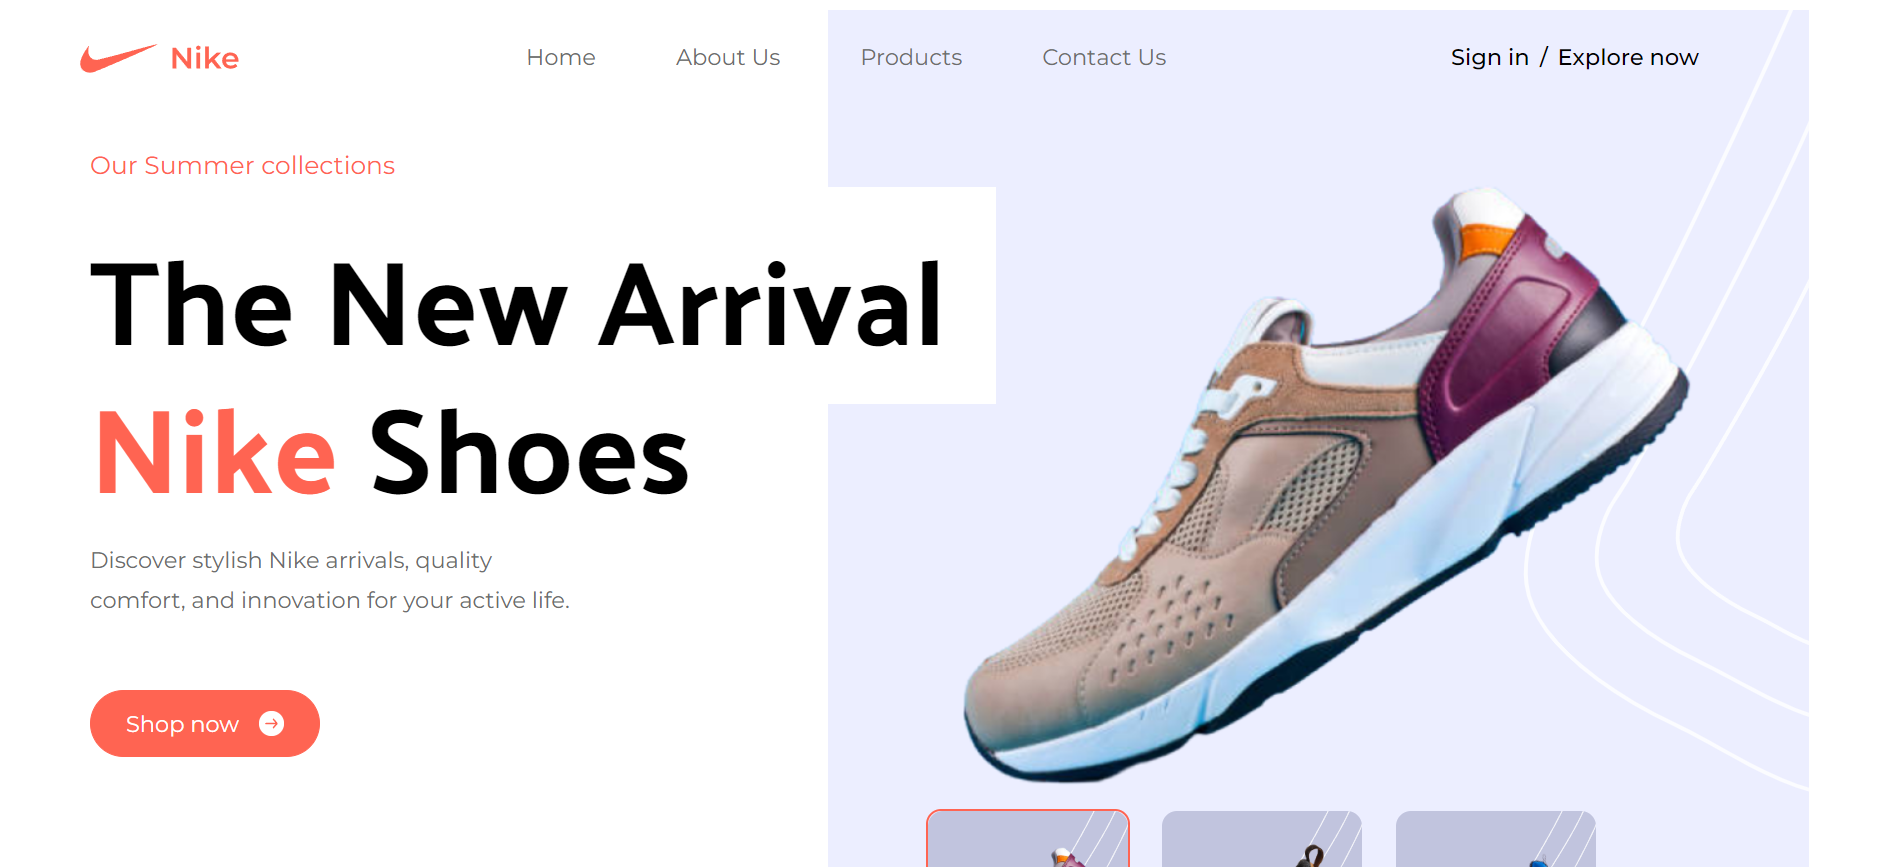 Nike
Home About Us Products Contact Us
Sign in / Explore now
Our Summer collections
The New Arrival
Nike Shoes
Discover stylish Nike arrivals, quality
comfort, and innovation for your active life.
Shop now